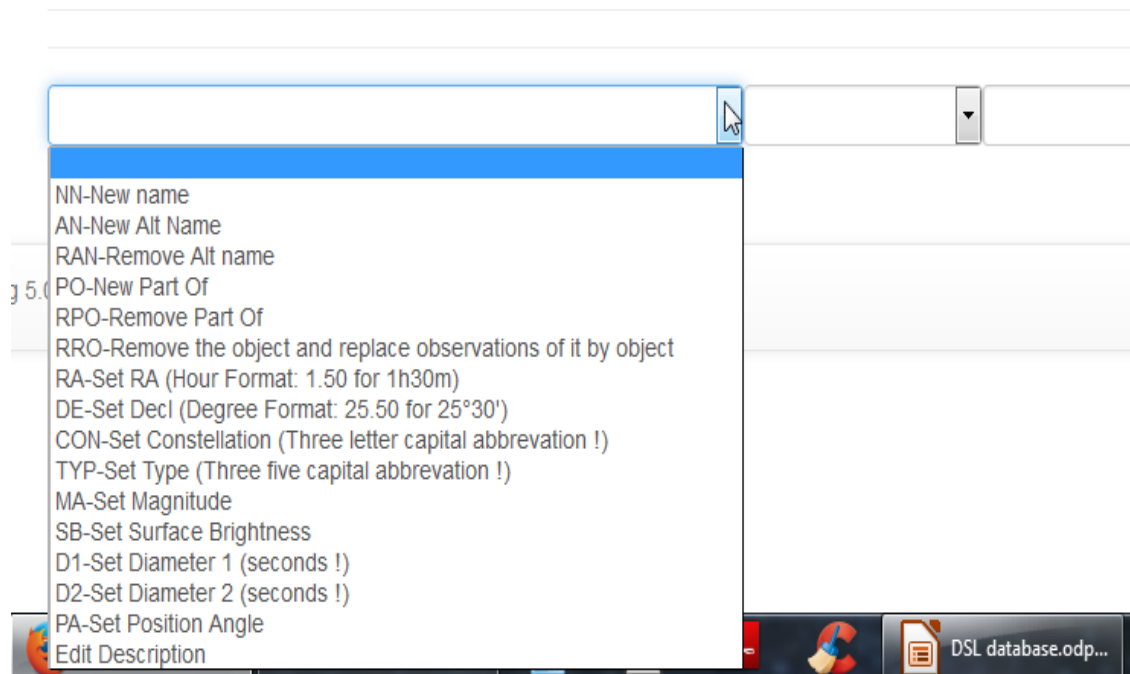 NN-New name
AN-New Alt Name
RAN-Remove Alt name
g 5.0
PO-New Part Of
RPO-Remove Part Of
RRO-Remove the object and replace observations of it by object
RA-Set RA (Hour Format: 1.50 for 1h30m)
DE-Set Decl (Degree Format: 25.50 for 25°30')
CON-Set Constellation (Three letter capital abbrevation !)
TYP-Set Type (Three five capital abbrevation !)
MA-Set Magnitude
SB-Set Surface Brightness
D1-Set Diameter 1 (seconds !)
D2-Set Diameter 2 (seconds !)
PA-Set Position Angle
Edit Description
DSL database.odp...